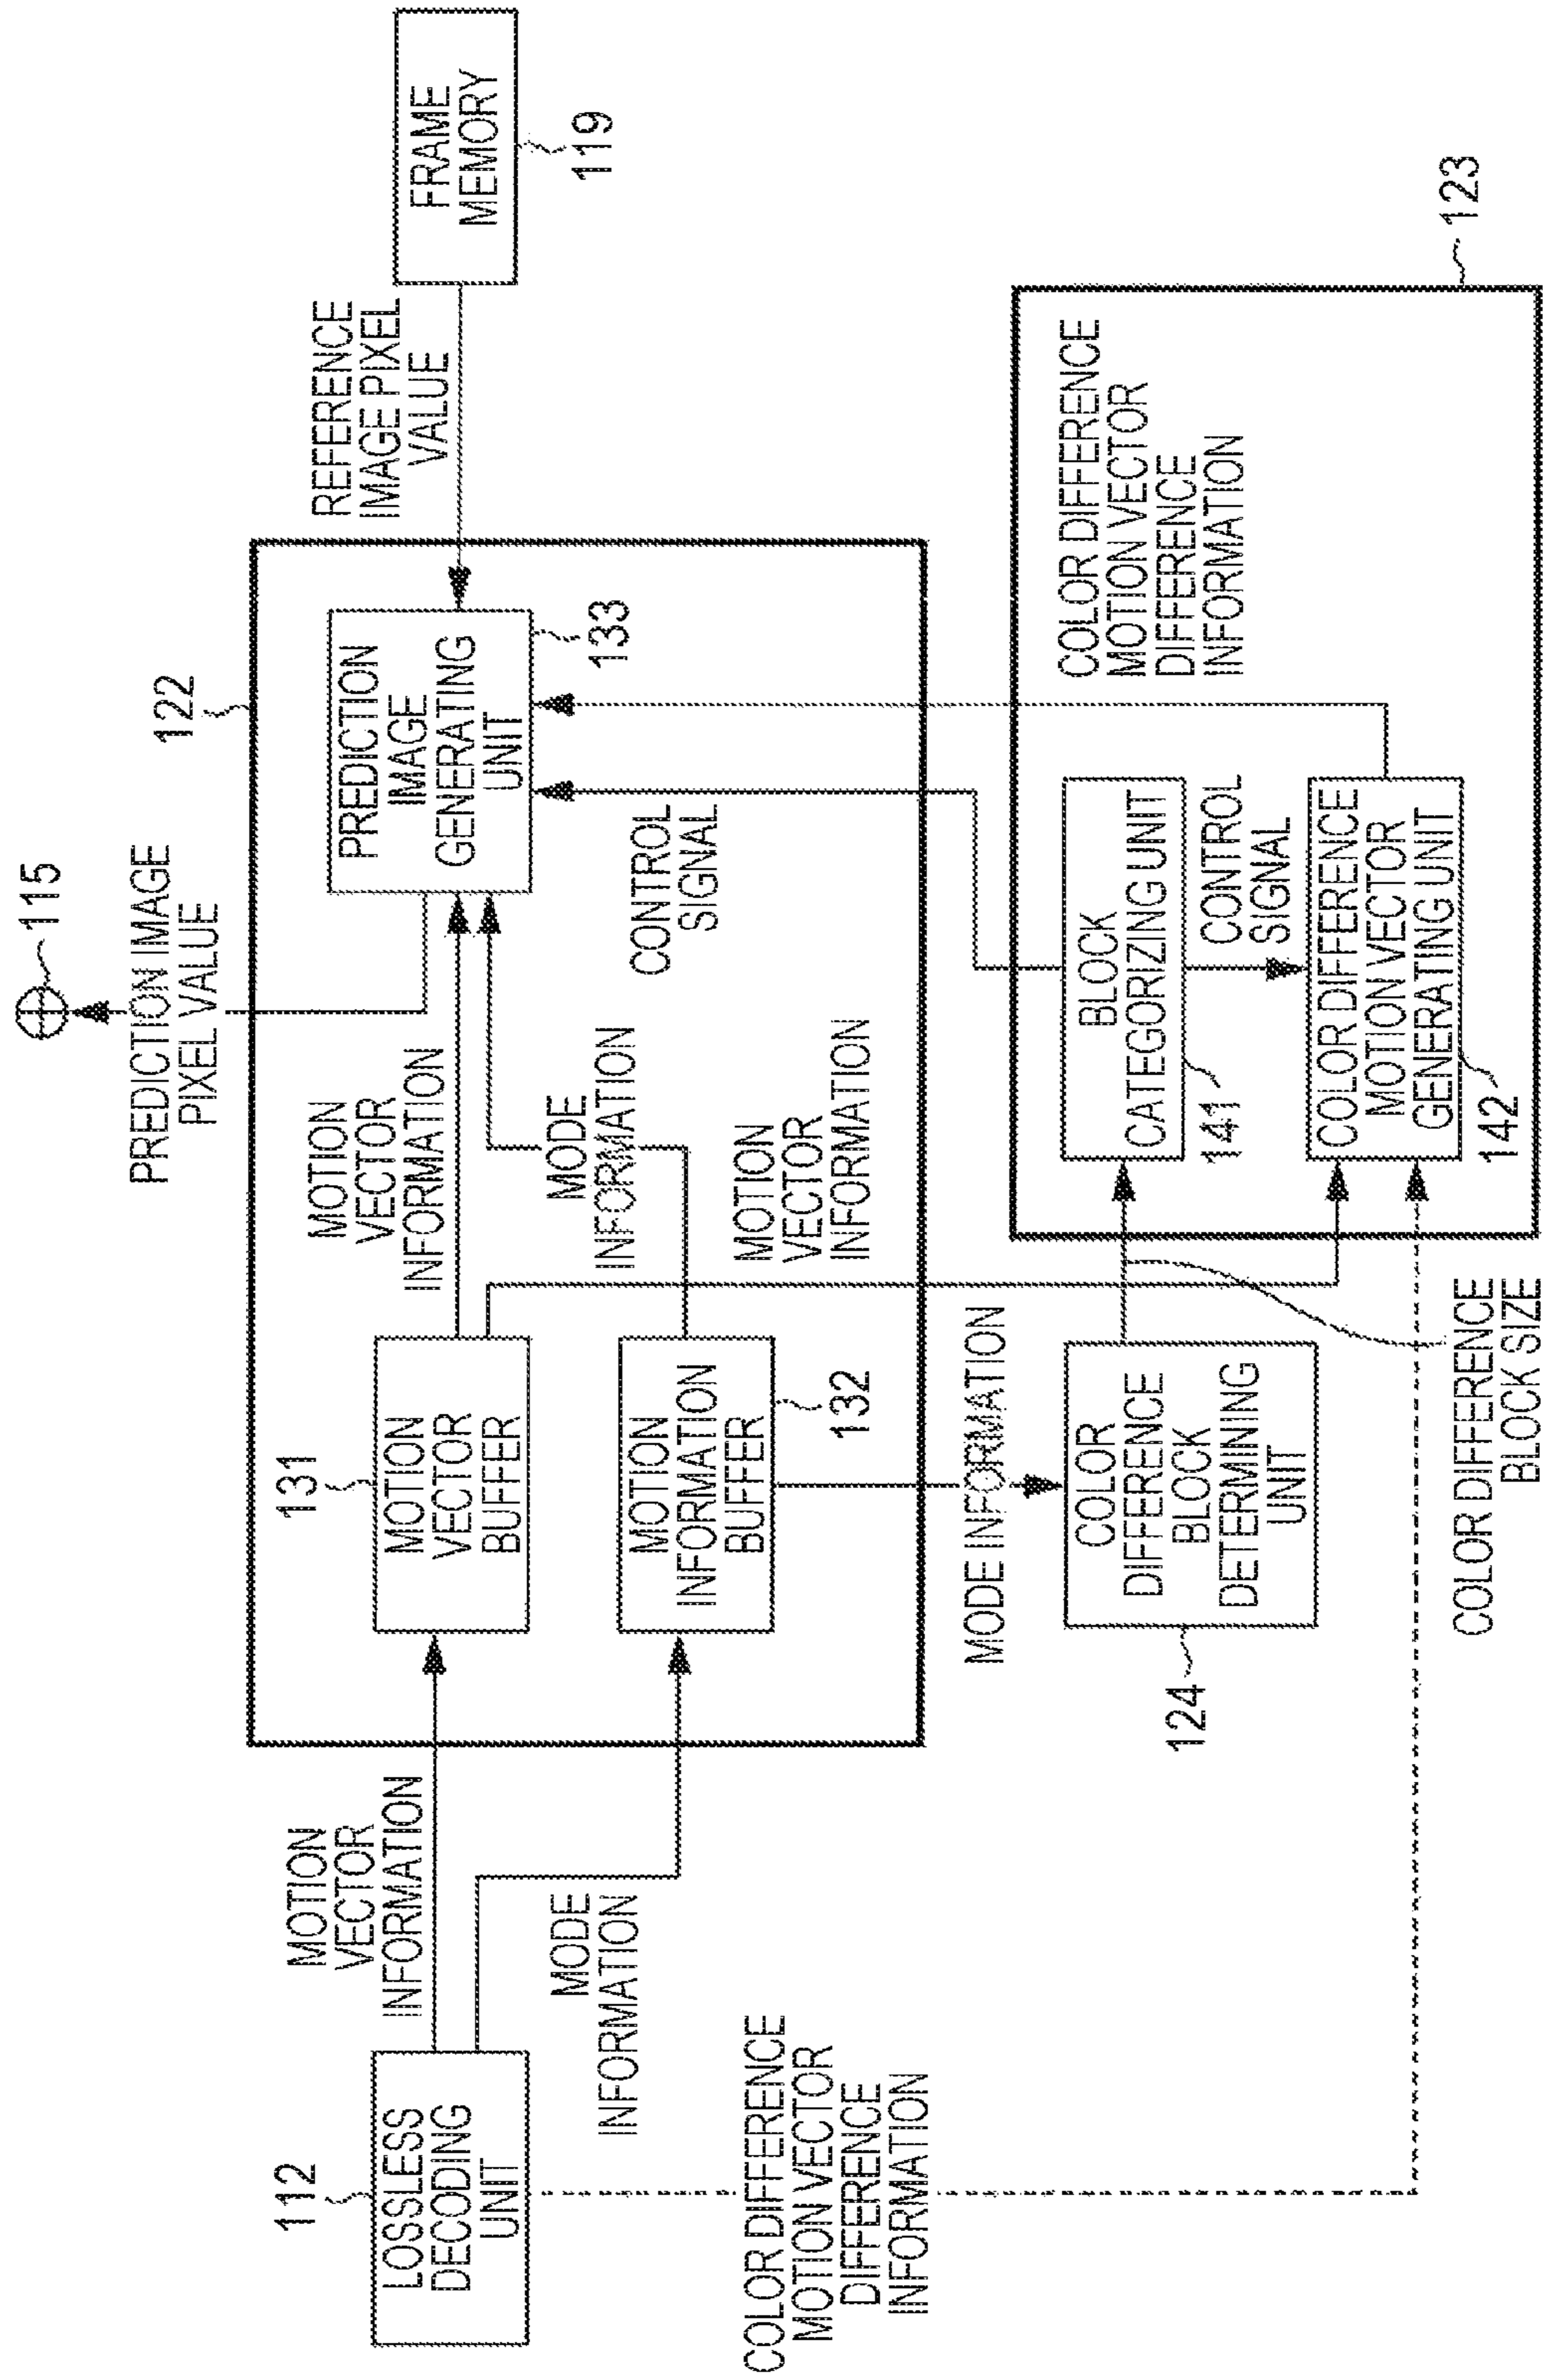 115
PREDICTION IMAGE
PIXEL VALUE
122
REFERENCE
IMAGE PIXEL
VALUE
FRAME
MEMORY
119
112
LOSSLESS
DECODING
UNIT
MOTION
VECTOR
INFORMATION
131
MOTION
VECTOR
BUFFER
MOTION
VECTOR
INFORMATION
PREDICTION
IMAGE
GENERATING
UNIT
133
MODE
INFORMATION
MOTION
INFORMATION
BUFFER
132
MODE
INFORMATION
CONTROL
SIGNAL
MOTION
VECTOR
INFORMATION
COLOR DIFFERENCE
MOTION VECTOR
DIFFERENCE
INFORMATION
MODE INFORMATION
COLOR
DIFFERENCE
BLOCK
DETERMINING
UNIT
124
BLOCK
CATEGORIZING UNIT
141
CONTROL
SIGNAL
COLOR DIFFERENCE
MOTION VECTOR
GENERATING UNIT
142
COLOR DIFFERENCE
MOTION VECTOR
DIFFERENCE
INFORMATION
123
COLOR DIFFERENCE
BLOCK SIZE